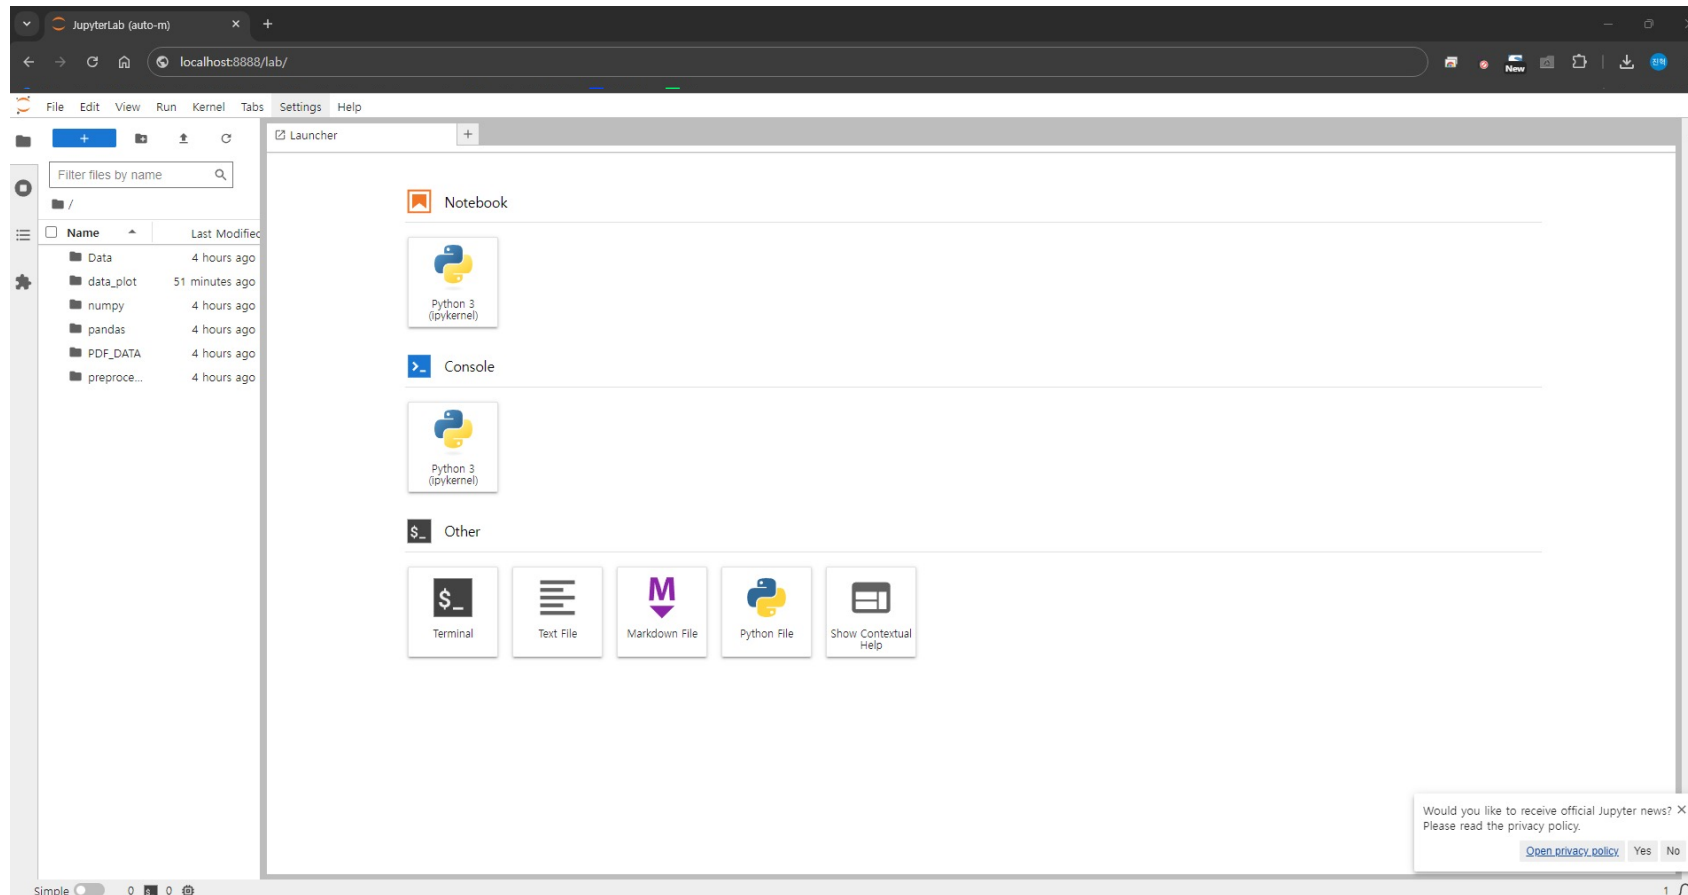 JupyterLab (auto-m)
localhost:8888/lab/
New
진혁
File Edit View Run Kernel Tabs Settings Help
Launcher
Filter files by name
/
Name Last Modified
Data 4 hours ago
data_plot 51 minutes ago
numpy 4 hours ago
pandas 4 hours ago
PDF_DATA 4 hours ago
preproce... 4 hours ago
Notebook
Python 3
(ipykernel)
Console
Python 3
(ipykernel)
$_ Other
$_
Terminal
Text File
M
Markdown File
Python File
Show Contextual
Help
Would you like to receive official Jupyter news?
Please read the privacy policy.
Open privacy policy Yes No
Simple 0 0 1